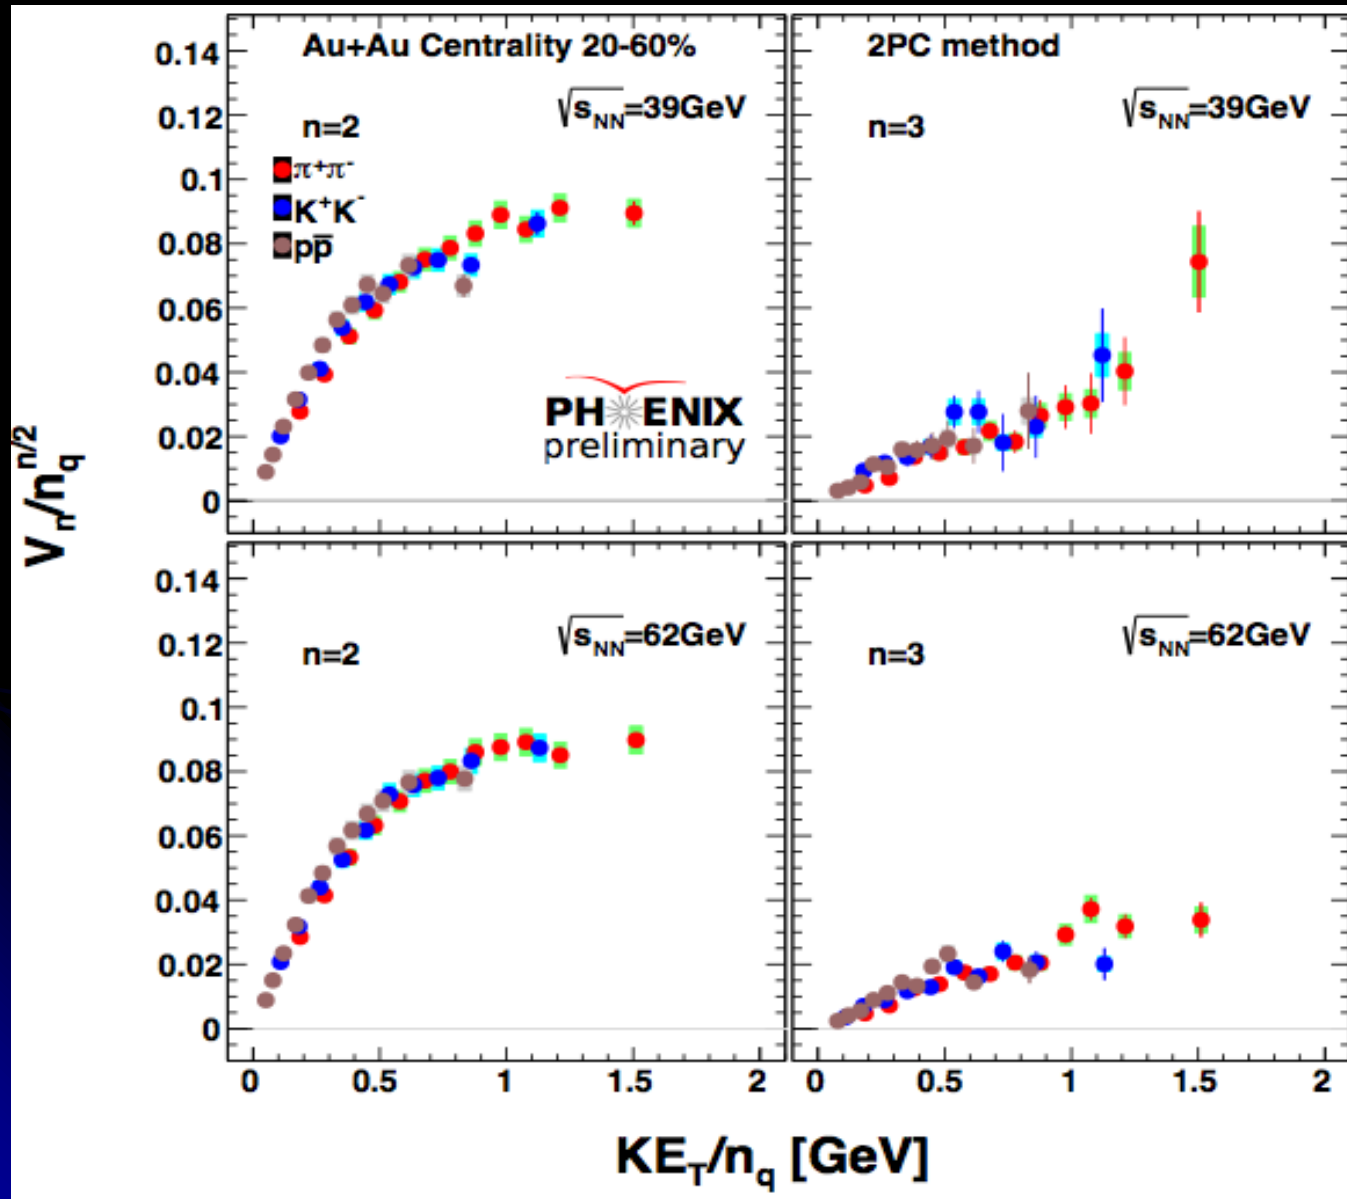 Au+Au Centrality 20-60%
√sNN=39GeV
n=2
π+π-
K+K-
pp̅
PHENIX
preliminary
0.14
0.12
0.1
0.08
0.06
0.04
0.02
0
2PC method
√sNN=39GeV
n=3
Vn/nq^n/2
√sNN=62GeV
n=2
0.14
0.12
0.1
0.08
0.06
0.04
0.02
0
√sNN=62GeV
n=3
0 0.5 1 1.5 2
0 0.5 1 1.5 2
KET/nq [GeV]